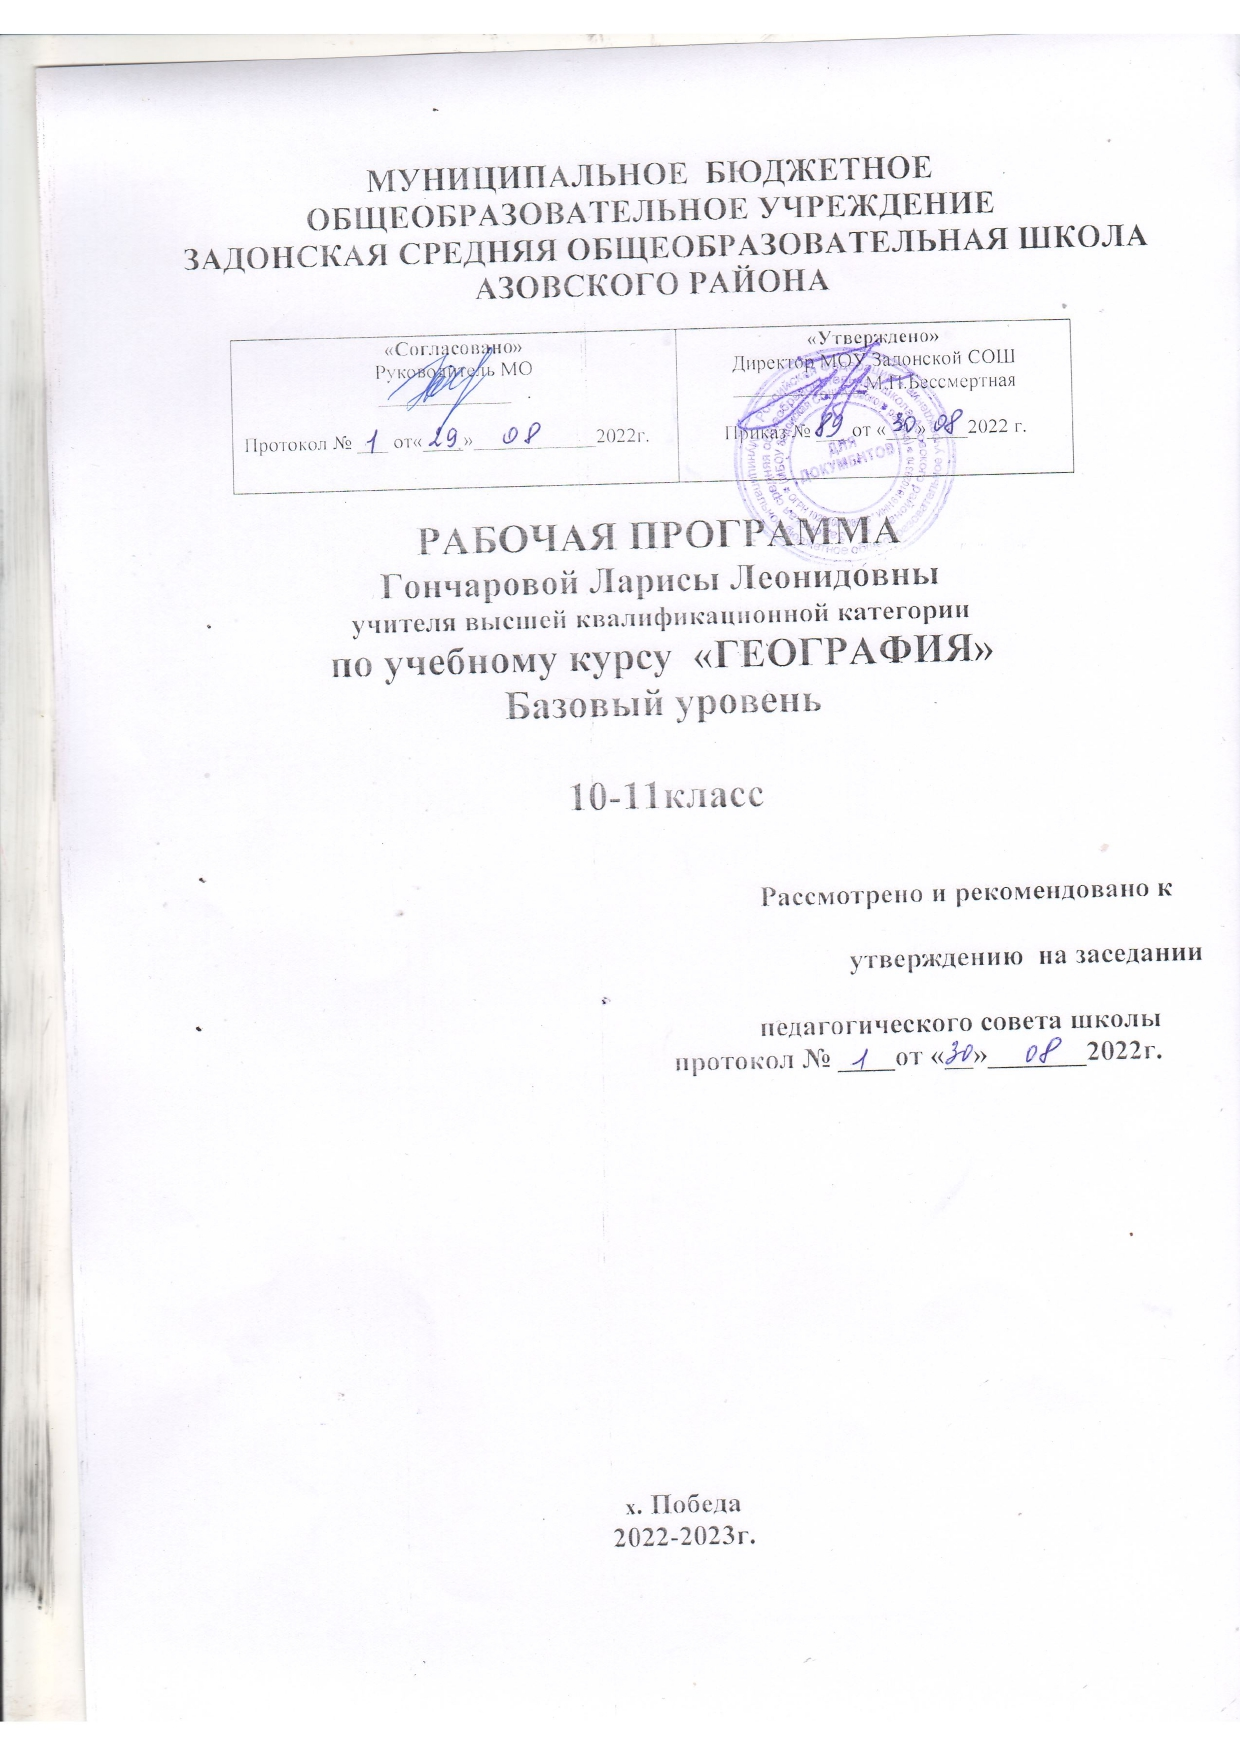 МУНИЦИПАЛЬНОЕ БЮДЖЕТНОЕ
ОБЩЕОБРАЗОВАТЕЛЬНОЕ УЧРЕЖДЕНИЕ
ЗАДОНСКАЯ СРЕДНЯЯ ОБЩЕОБРАЗОВАТЕЛЬНАЯ ШКОЛА
АЗОВСКОГО РАЙОНА
«Согласовано»
Руководитель МО
Протокол № 1 от«29»08 2022г.
«Утверждено»
Директор МОУ Задонской СОШ
М.П.Бессмертная
Приказ № 89 от «30»08 2022 г.
ДЛЯ
ДОКУМЕНТОВ
РАБОЧАЯ ПРОГРАММА
Гончаровой Ларисы Леонидовны
учителя высшей квалификационной категории
по учебному курсу «ГЕОГРАФИЯ»
Базовый уровень
10-11класс
Рассмотрено и рекомендовано к
утверждению на заседании
педагогического совета школы
протокол № 1 от «30»08 2022г.
х. Победа
2022-2023г.